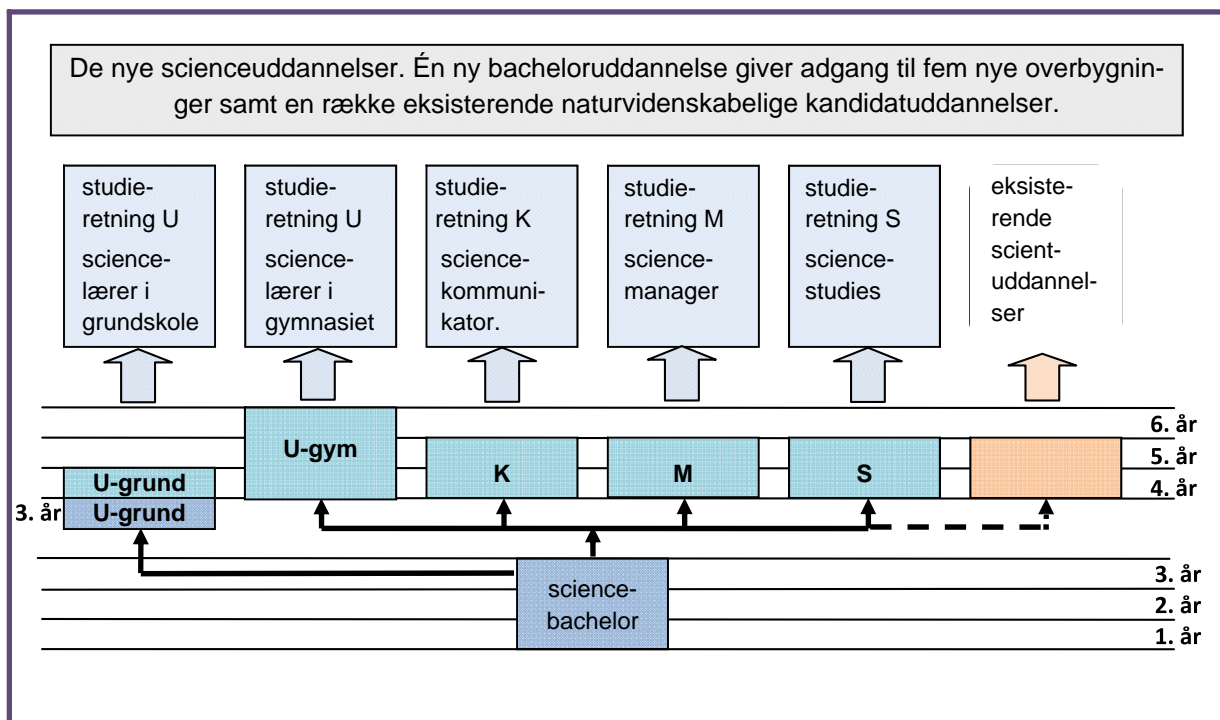 De nye scienceuddannelser. Én ny bacheloruddannelse giver adgang til fem nye overbygnin-
ger samt en række eksisterende naturvidenskabelige kandidatuddannelser.
studie-
retning U
science-
lærer i
grundskole
studie-
retning U
science-
lærer i
gymnasiet
studie-
retning K
science-
kommuni-
kator.
studie-
retning M
science-
manager
studie-
retning S
science-
studies
eksiste-
rende
scient-
uddannel-
ser
6. år
U-gym
5. år
K
M
S
U-grund
4. år
3. år
U-grund
3. år
science-
bachelor
2. år
1. år